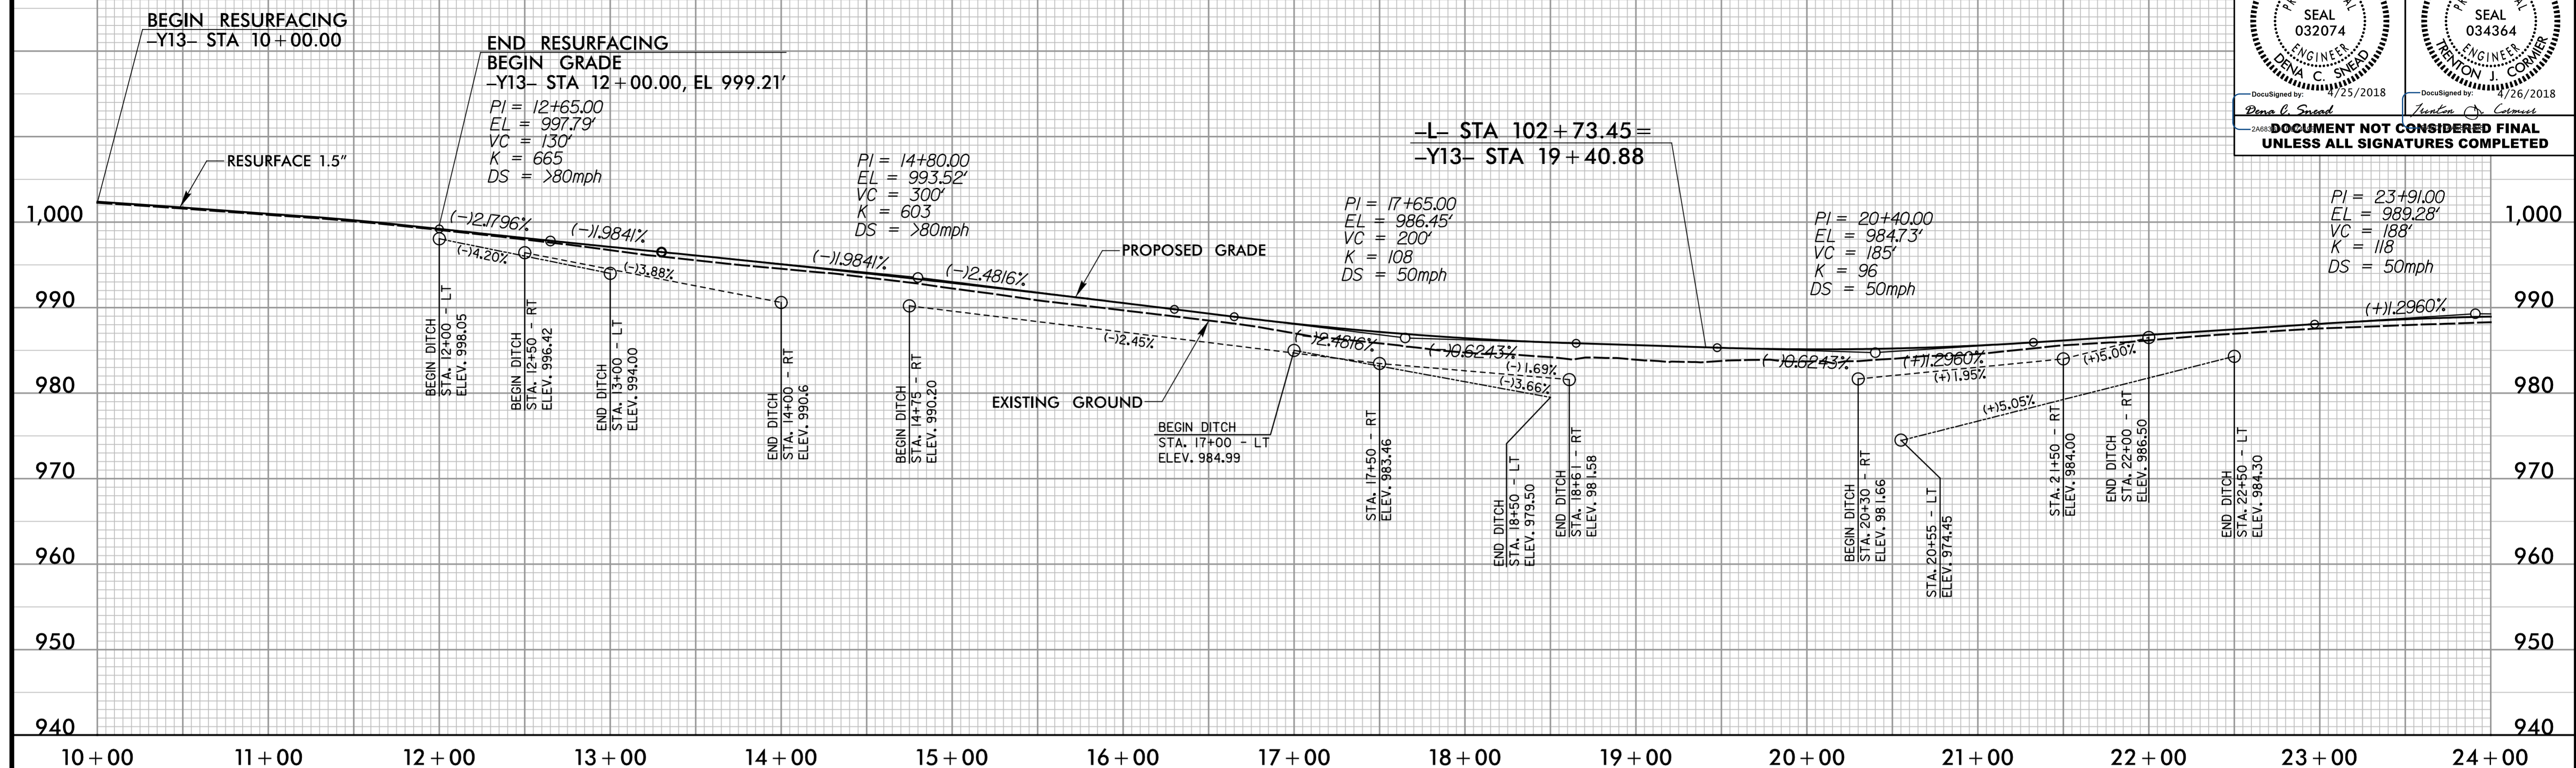 BEGIN RESURFACING
–Y13– STA 10+00.00
END RESURFACING
BEGIN GRADE
–Y13– STA 12+00.00, EL 999.21'
PI = 12+65.00
EL = 997.79'
VC = 130'
K = 665
DS = >80mph
RESURFACE 1.5"
PI = 14+80.00
EL = 993.52'
VC = 300'
K = 603
DS = >80mph
–L– STA 102+73.45=
–Y13– STA 19+40.88
PI = 17+65.00
EL = 986.45'
VC = 200'
K = 108
DS = 50mph
PI = 20+40.00
EL = 984.73'
VC = 185'
K = 96
DS = 50mph
PI = 23+91.00
EL = 989.28'
VC = 188'
K = 118
DS = 50mph
SEAL
032074
ENGINEER
DENA C. SNEAD
DocuSigned by:
4/25/2018
Dena C. Snead
SEAL
034364
ENGINEER
TRENTON J. CORMIER
DocuSigned by:
4/26/2018
Trenton J. Cormier
DOCUMENT NOT CONSIDERED FINAL
UNLESS ALL SIGNATURES COMPLETED
PROPOSED GRADE
EXISTING GROUND
(–)2.1796%
(–)1.9841%
(–)1.9841%
(–)2.4816%
(–)2.4816%
(–)0.6243%
(–)0.6243%
(+)1.2960%
(+)1.2960%
(–)4.20%
(–)3.88%
(–)2.45%
(–)1.69%
(–)3.66%
(+)1.95%
(+)5.00%
(+)5.05%
BEGIN DITCH
STA. 12+00 - LT
ELEV. 998.05
BEGIN DITCH
STA. 12+50 - RT
ELEV. 996.42
END DITCH
STA. 13+00 - LT
ELEV. 994.00
END DITCH
STA. 14+00 - RT
ELEV. 990.6
BEGIN DITCH
STA. 14+75 - RT
ELEV. 990.20
BEGIN DITCH
STA. 17+00 - LT
ELEV. 984.99
STA. 17+50 - RT
ELEV. 983.46
END DITCH
STA. 18+50 - LT
ELEV. 979.50
END DITCH
STA. 18+61 - RT
ELEV. 981.58
BEGIN DITCH
STA. 20+30 - RT
ELEV. 981.66
STA. 20+55 - LT
ELEV. 974.45
STA. 21+50 - RT
ELEV. 984.00
END DITCH
STA. 22+00 - RT
ELEV. 986.50
END DITCH
STA. 22+50 - LT
ELEV. 984.30
1,000
990
980
970
960
950
940
1,000
990
980
970
960
950
940
10+00
11+00
12+00
13+00
14+00
15+00
16+00
17+00
18+00
19+00
20+00
21+00
22+00
23+00
24+00